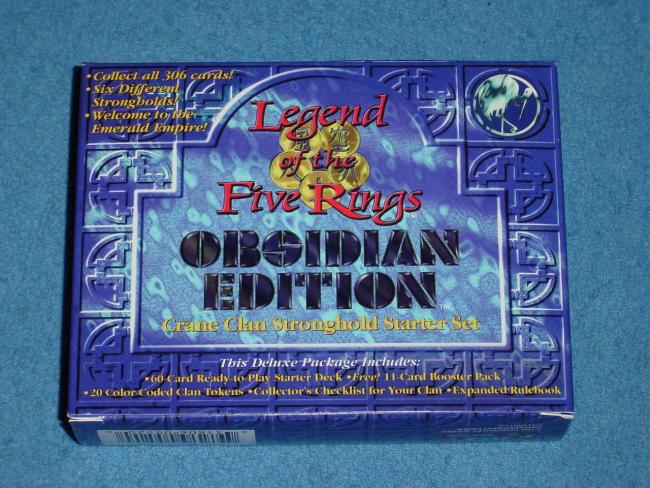 •Collect all 306 cards!
•Six Different
Strongholds!
•Welcome to the
Emerald Empire!
Legend
of the
Five Rings™
OBSIDIAN
EDITION™
Crane Clan Stronghold Starter Set
This Deluxe Package Includes:
•60-Card Ready-to-Play Starter Deck •Free! 11-Card Booster Pack
•20 Color-Coded Clan Tokens •Collector's Checklist for Your Clan •Expanded Rulebook